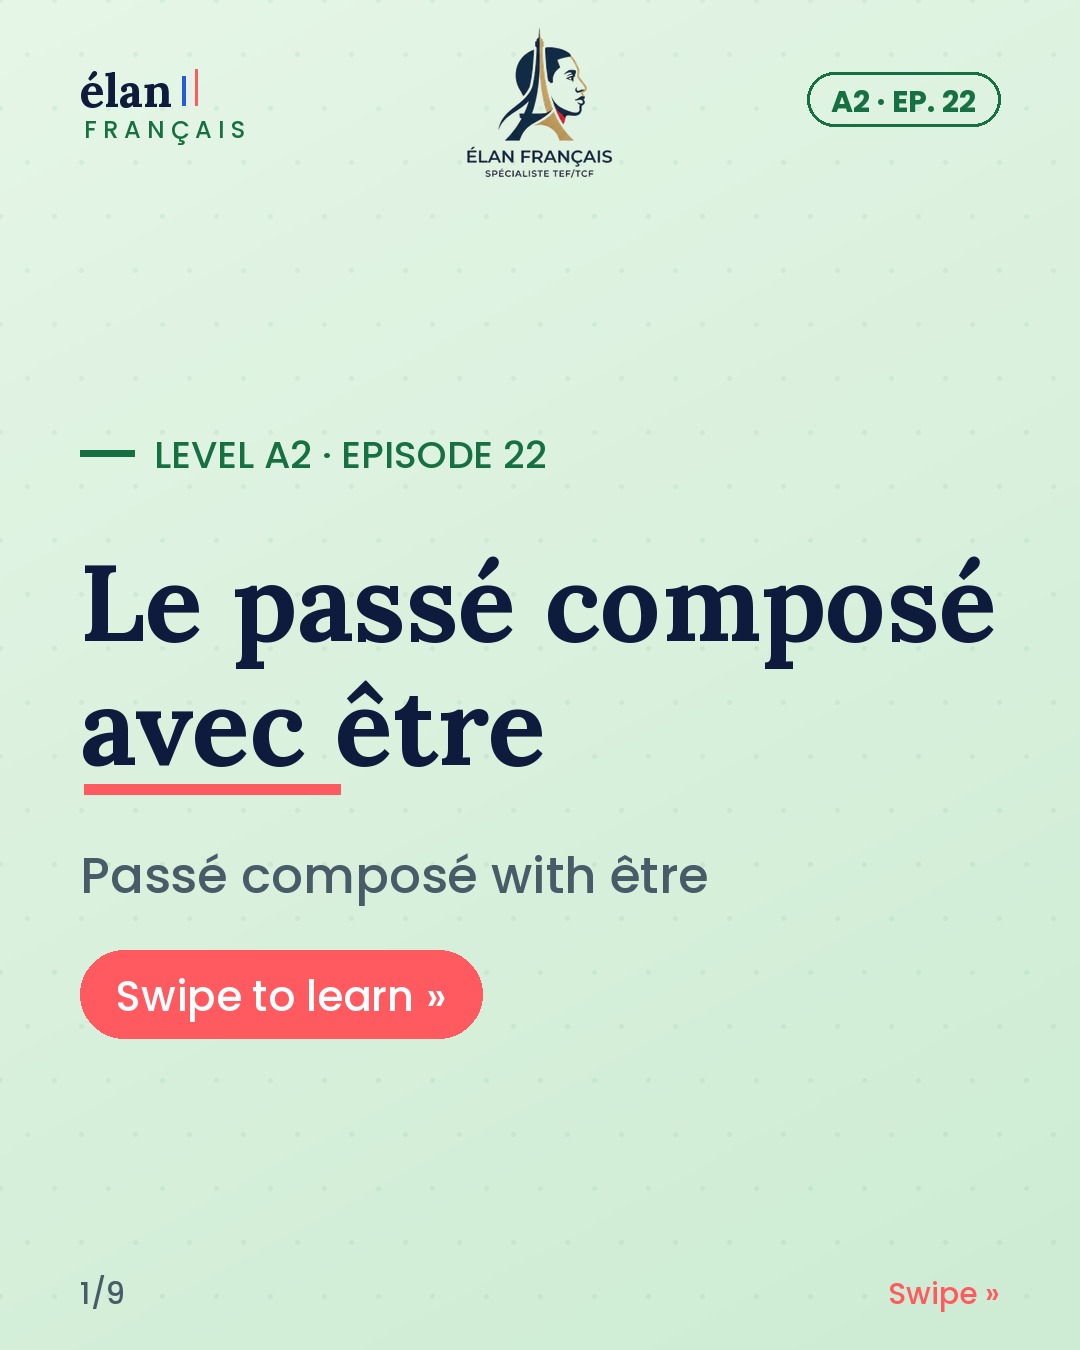 élan
FRANÇAIS
ÉLAN FRANÇAIS
SPÉCIALISTE TEF/TCF
A2 · EP. 22
LEVEL A2 · EPISODE 22
Le passé composé
avec être
Passé composé with être
Swipe to learn »
1/9
Swipe »